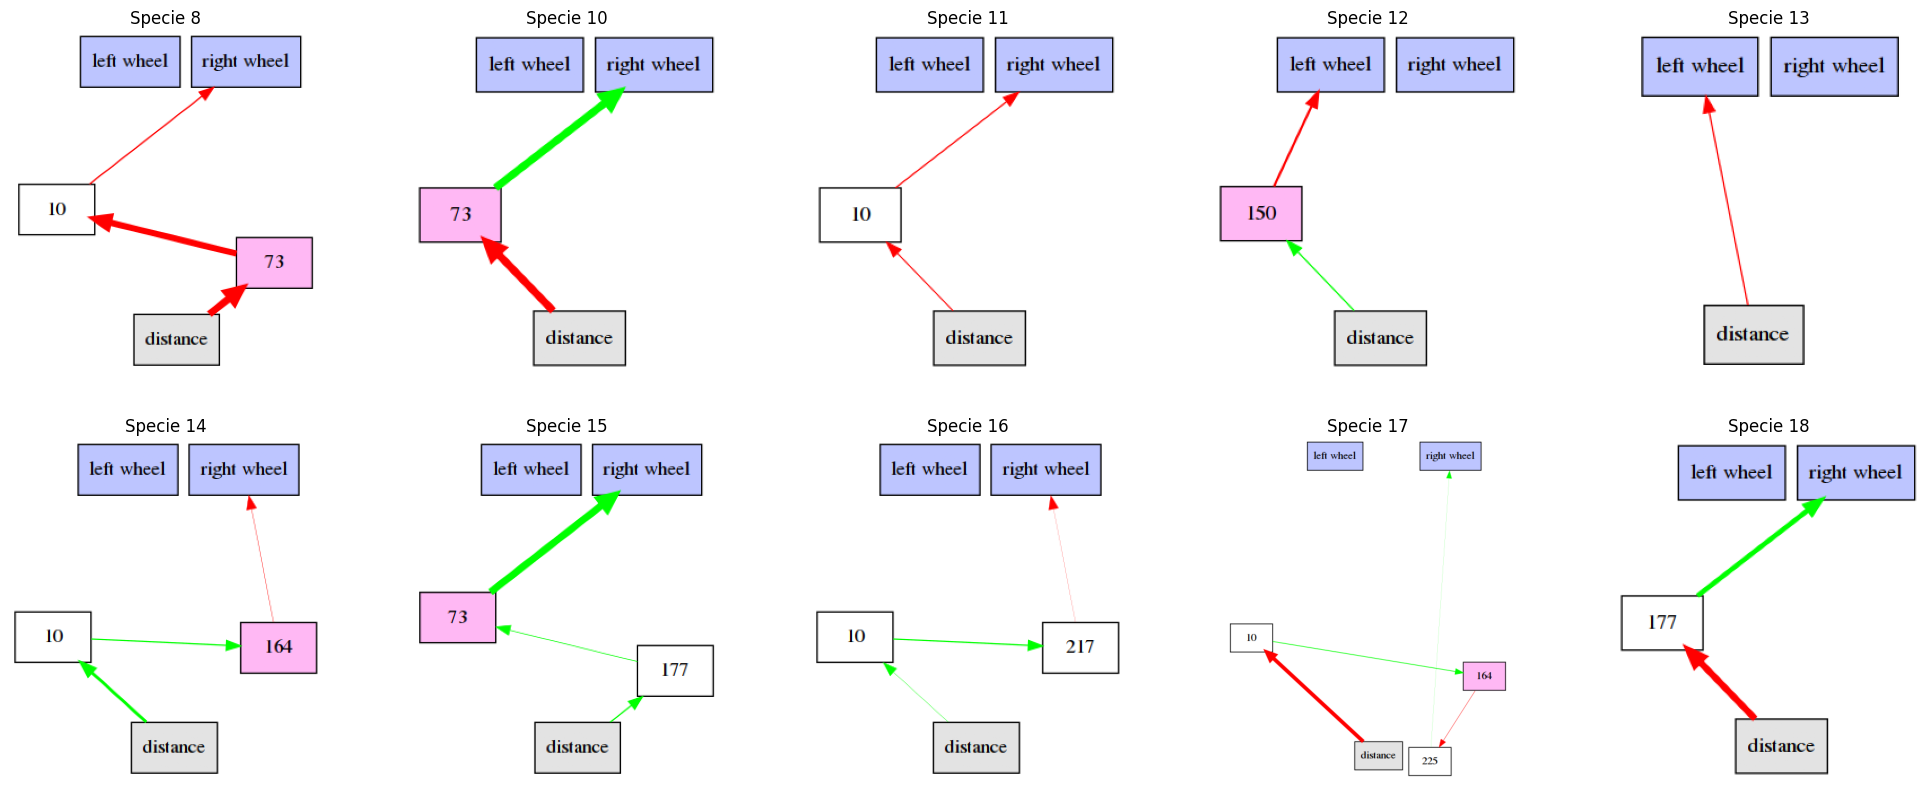 Specie 8
left wheel
right wheel
10
73
distance
Specie 10
left wheel
right wheel
73
distance
Specie 11
left wheel
right wheel
10
distance
Specie 12
left wheel
right wheel
150
distance
Specie 13
left wheel
right wheel
distance
Specie 14
left wheel
right wheel
10
164
distance
Specie 15
left wheel
right wheel
73
177
distance
Specie 16
left wheel
right wheel
10
217
distance
Specie 17
left wheel
right wheel
10
164
distance
225
Specie 18
left wheel
right wheel
177
distance